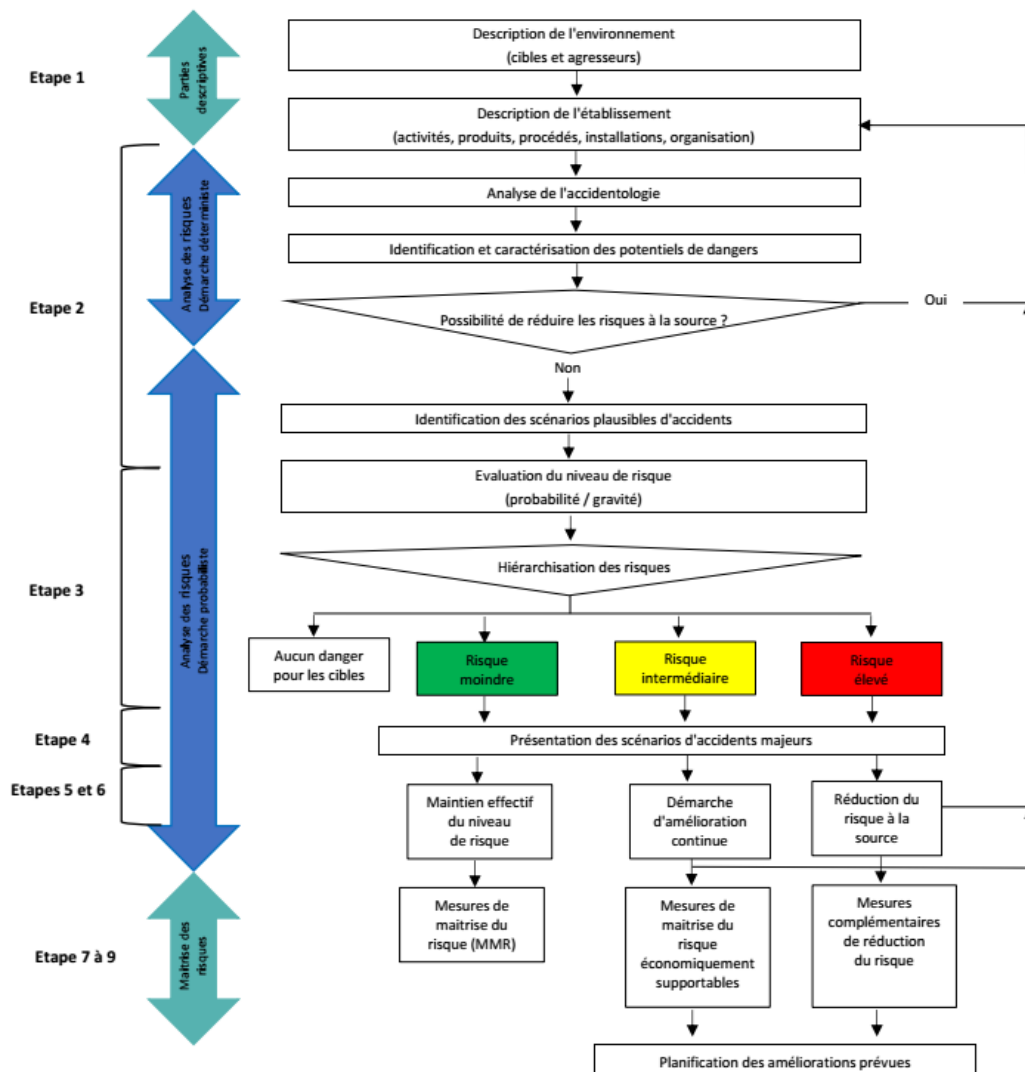 Etape 1
Parties
descriptives
Description de l'environnement
(cibles et agresseurs)
Description de l'établissement
(activités, produits, procédés, installations, organisation)
Etape 2
Analyse des risques
Démarche déterministe
Analyse de l'accidentologie
Identification et caractérisation des potentiels de dangers
Possibilité de réduire les risques à la source ?
Oui
Non
Identification des scénarios plausibles d'accidents
Etape 3
Analyse des risques
Démarche probabiliste
Evaluation du niveau de risque
(probabilité / gravité)
Hiérarchisation des risques
Aucun danger
pour les cibles
Risque
moindre
Risque
intermédiaire
Risque
élevé
Etape 4
Présentation des scénarios d'accidents majeurs
Etapes 5 et 6
Maintien effectif
du niveau
de risque
Démarche
d'amélioration
continue
Réduction du
risque à la
source
Etape 7 à 9
Maitrise des
risques
Mesures de
maitrise du
risque (MMR)
Mesures de
maitrise du
risque
économiquement
supportables
Mesures
complémentaires
de réduction
du risque
Planification des améliorations prévues